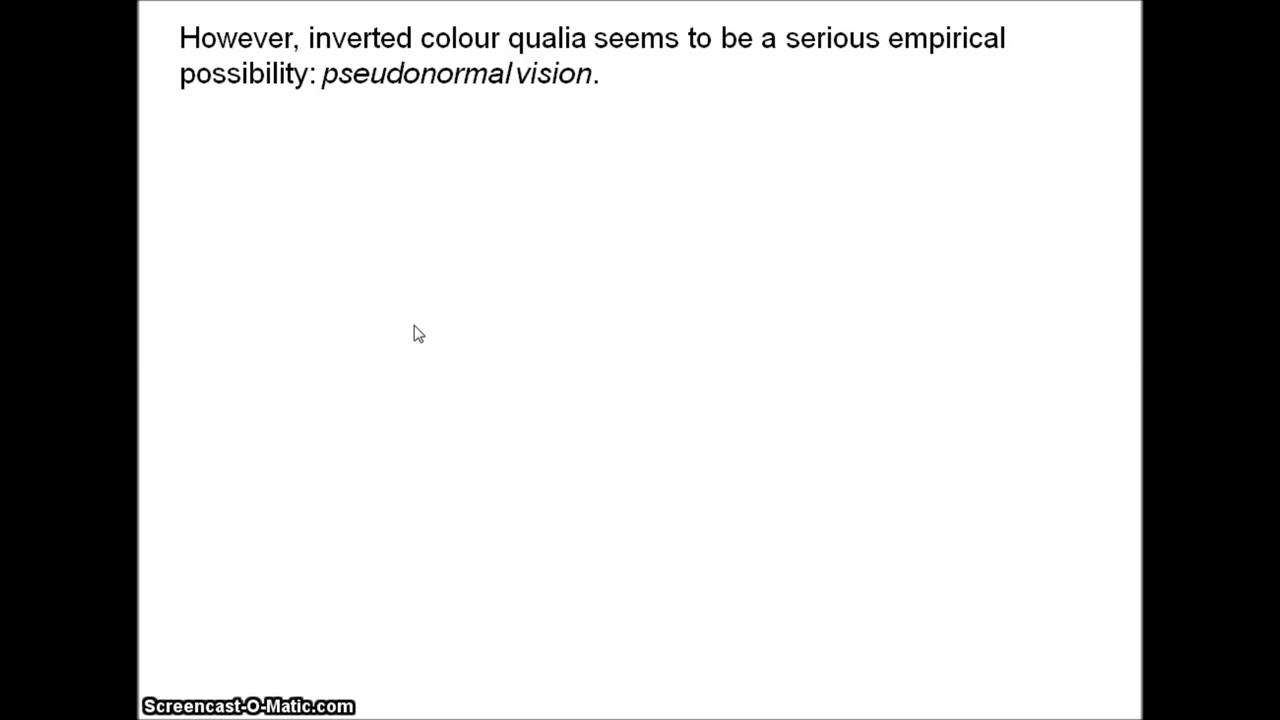 However, inverted colour qualia seems to be a serious empirical
possibility: pseudonormal vision.
Screencast-O-Matic.com